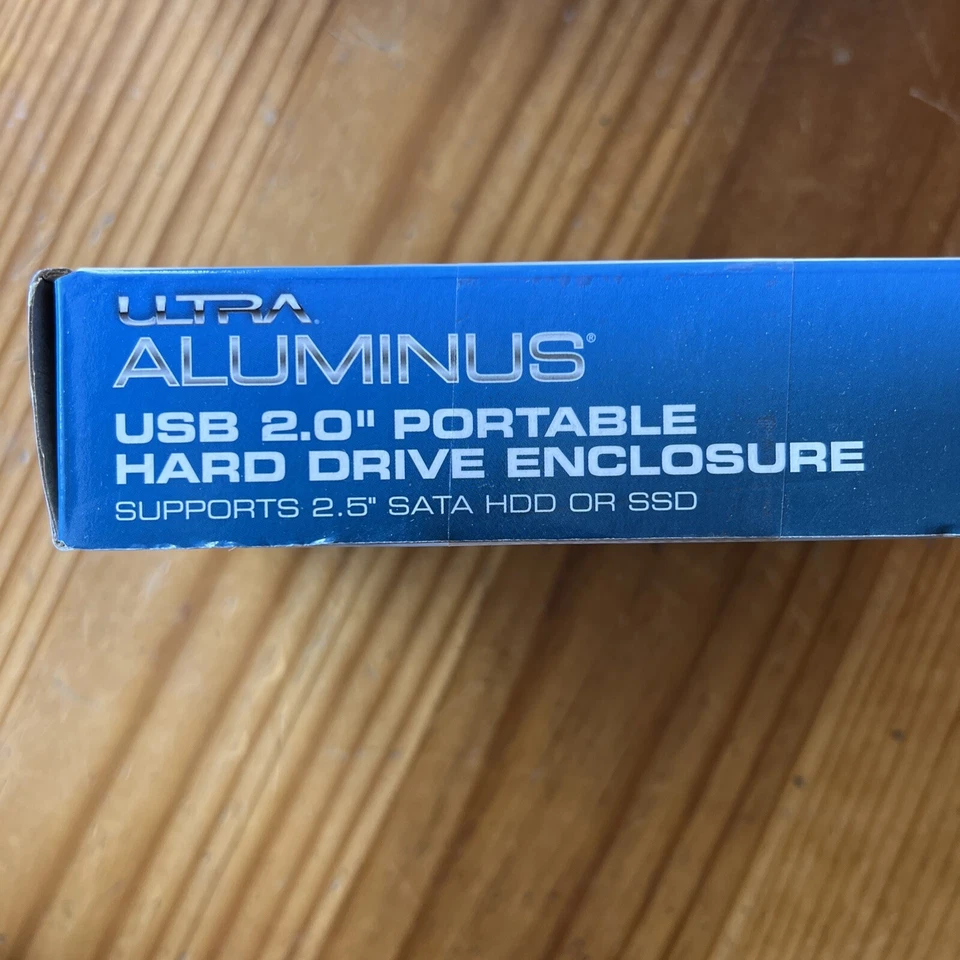 ULTRA.
ALUMINUS®
USB 2.0" PORTABLE
HARD DRIVE ENCLOSURE
SUPPORTS 2.5" SATA HDD OR SSD